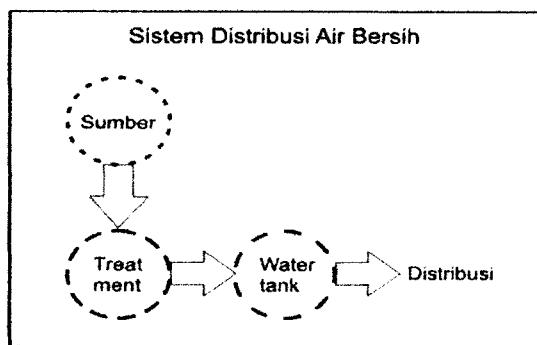 Sistem Distribusi Air Bersih
Sumber
Treat
ment
Water
tank
Distribusi